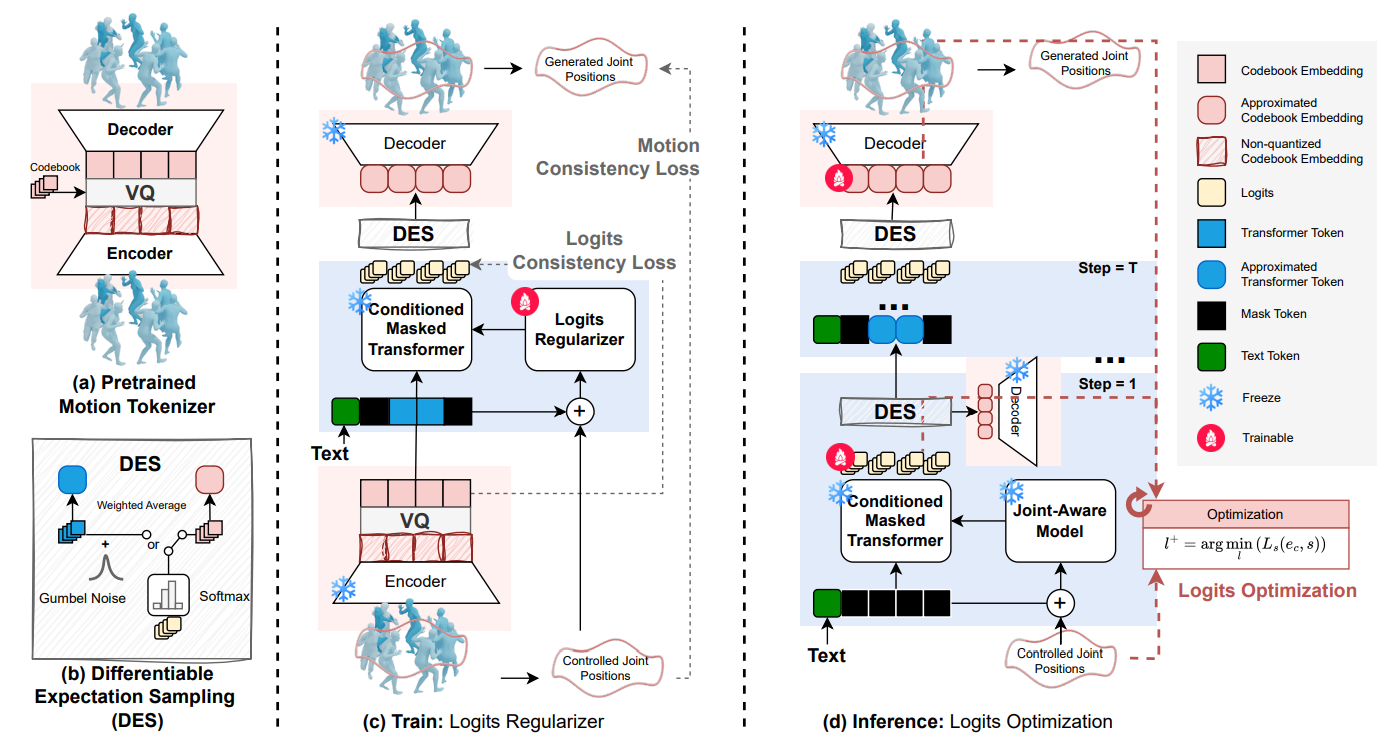 Decoder
Codebook
VQ
Encoder
(a) Pretrained
Motion Tokenizer
DES
Weighted Average
or
+
Gumbel Noise
Softmax
(b) Differentiable
Expectation Sampling
(DES)
Generated Joint
Positions
Decoder
Motion
Consistency Loss
DES
Logits
Consistency Loss
Conditioned
Masked
Transformer
Logits
Regularizer
+
Text
VQ
Encoder
Controlled Joint
Positions
(c) Train: Logits Regularizer
Generated Joint
Positions
Decoder
DES
Step = T
...
...
Step = 1
DES
Decoder
Conditioned
Masked
Transformer
Joint-Aware
Model
+
Text
Controlled Joint
Positions
Optimization
l⁺ = arg min_l (L_s(e_c, s))
Logits Optimization
(d) Inference: Logits Optimization
Codebook Embedding
Approximated
Codebook Embedding
Non-quantized
Codebook Embedding
Logits
Transformer Token
Approximated
Transformer Token
Mask Token
Text Token
Freeze
Trainable